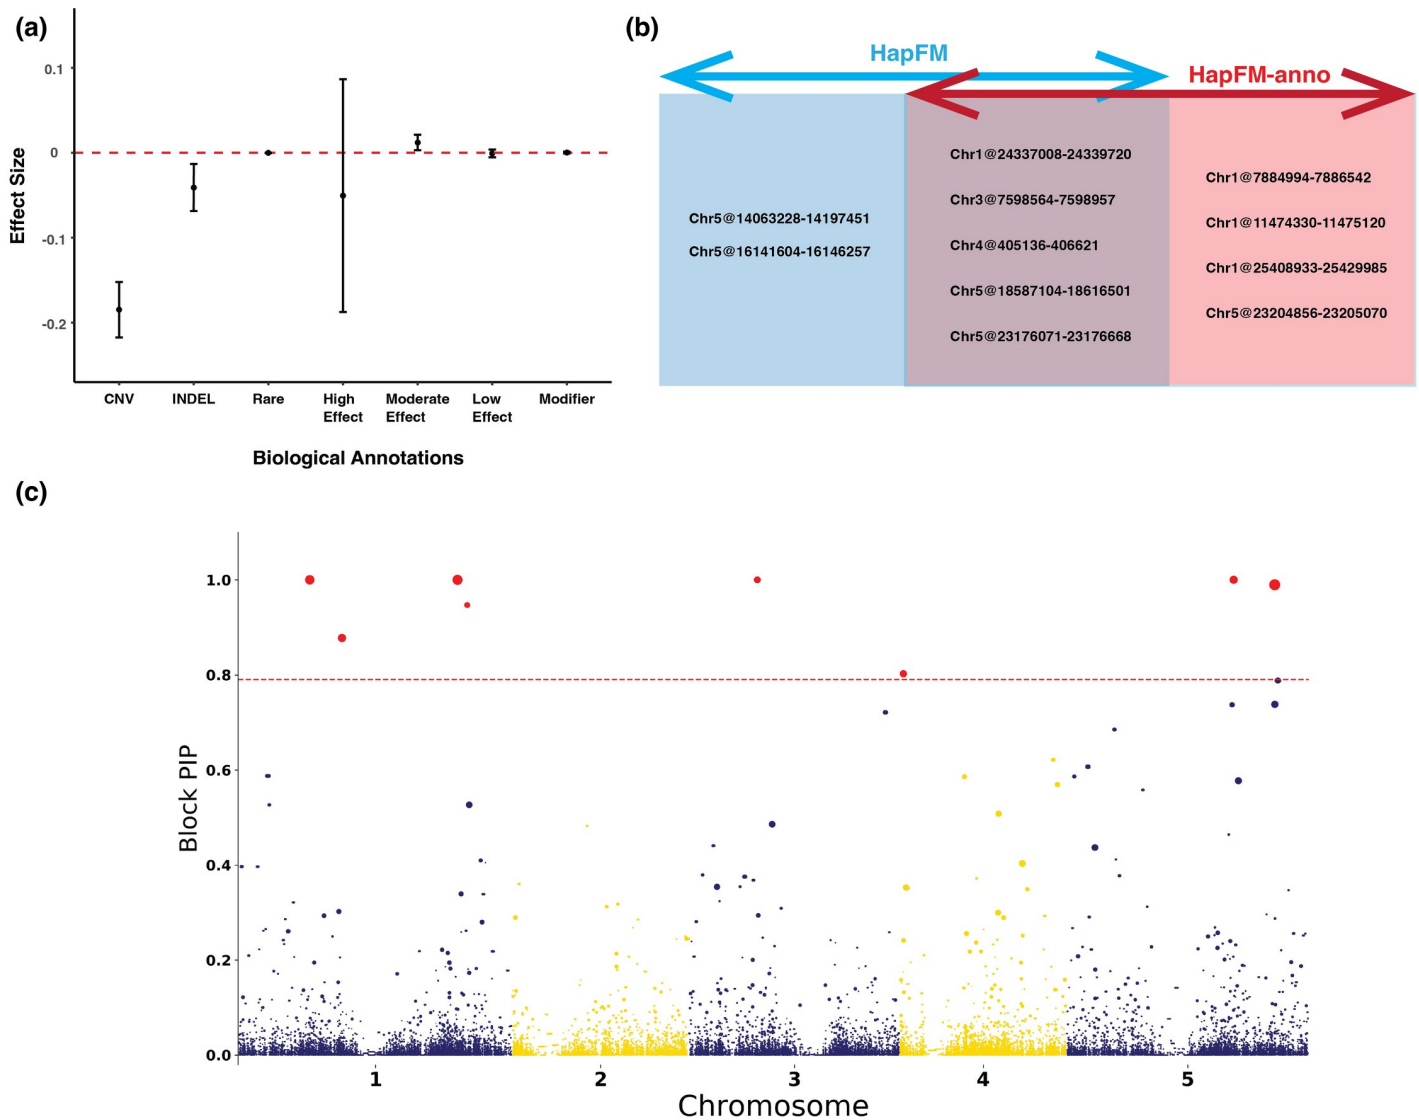 (a)
0.1
0
-0.1
-0.2
Effect Size
CNV
INDEL
Rare
High
Effect
Moderate
Effect
Low
Effect
Modifier
Biological Annotations
(b)
HapFM
HapFM-anno
Chr5@14063228-14197451
Chr5@16141604-16146257
Chr1@24337008-24339720
Chr3@7598564-7598957
Chr4@405136-406621
Chr5@18587104-18616501
Chr5@23176071-23176668
Chr1@7884994-7886542
Chr1@11474330-11475120
Chr1@25408933-25429985
Chr5@23204856-23205070
(c)
1.0
0.8
0.6
0.4
0.2
0.0
Block PIP
1
2
3
4
5
Chromosome